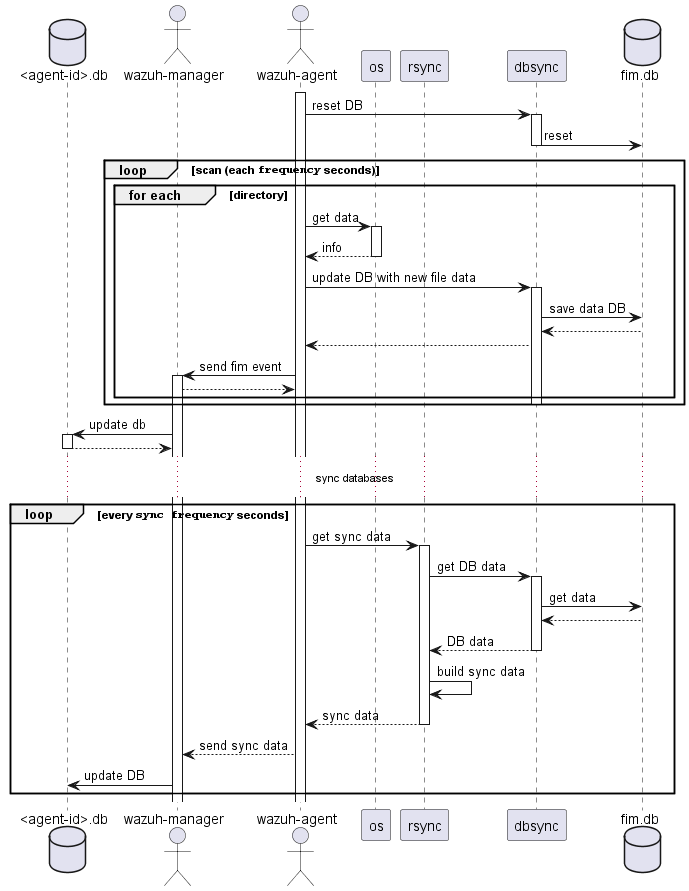 <agent-id>.db wazuh-manager wazuh-agent os rsync dbsync fim.db
reset DB
reset
loop [scan (each frequency seconds)]
for each [directory]
get data
info
update DB with new file data
save data DB
send fim event
update db
sync databases
loop [every sync frequency seconds]
get sync data
get DB data
get data
DB data
build sync data
sync data
send sync data
update DB
<agent-id>.db wazuh-manager wazuh-agent os rsync dbsync fim.db